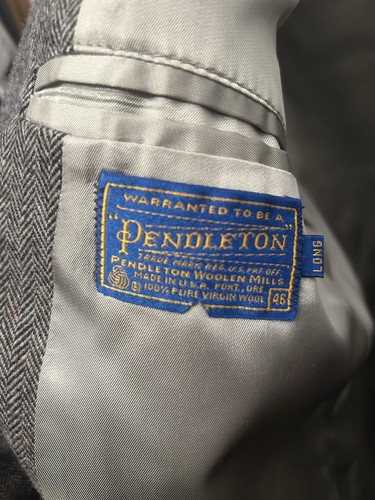 WARRANTED TO BE A
"PENDLETON"
TRADE MARK REG. U.S. PAT. OFF.
PENDLETON WOOLEN MILLS
MADE IN U.S.A. PORT., ORE.
R 100% PURE VIRGIN WOOL
46
LONG